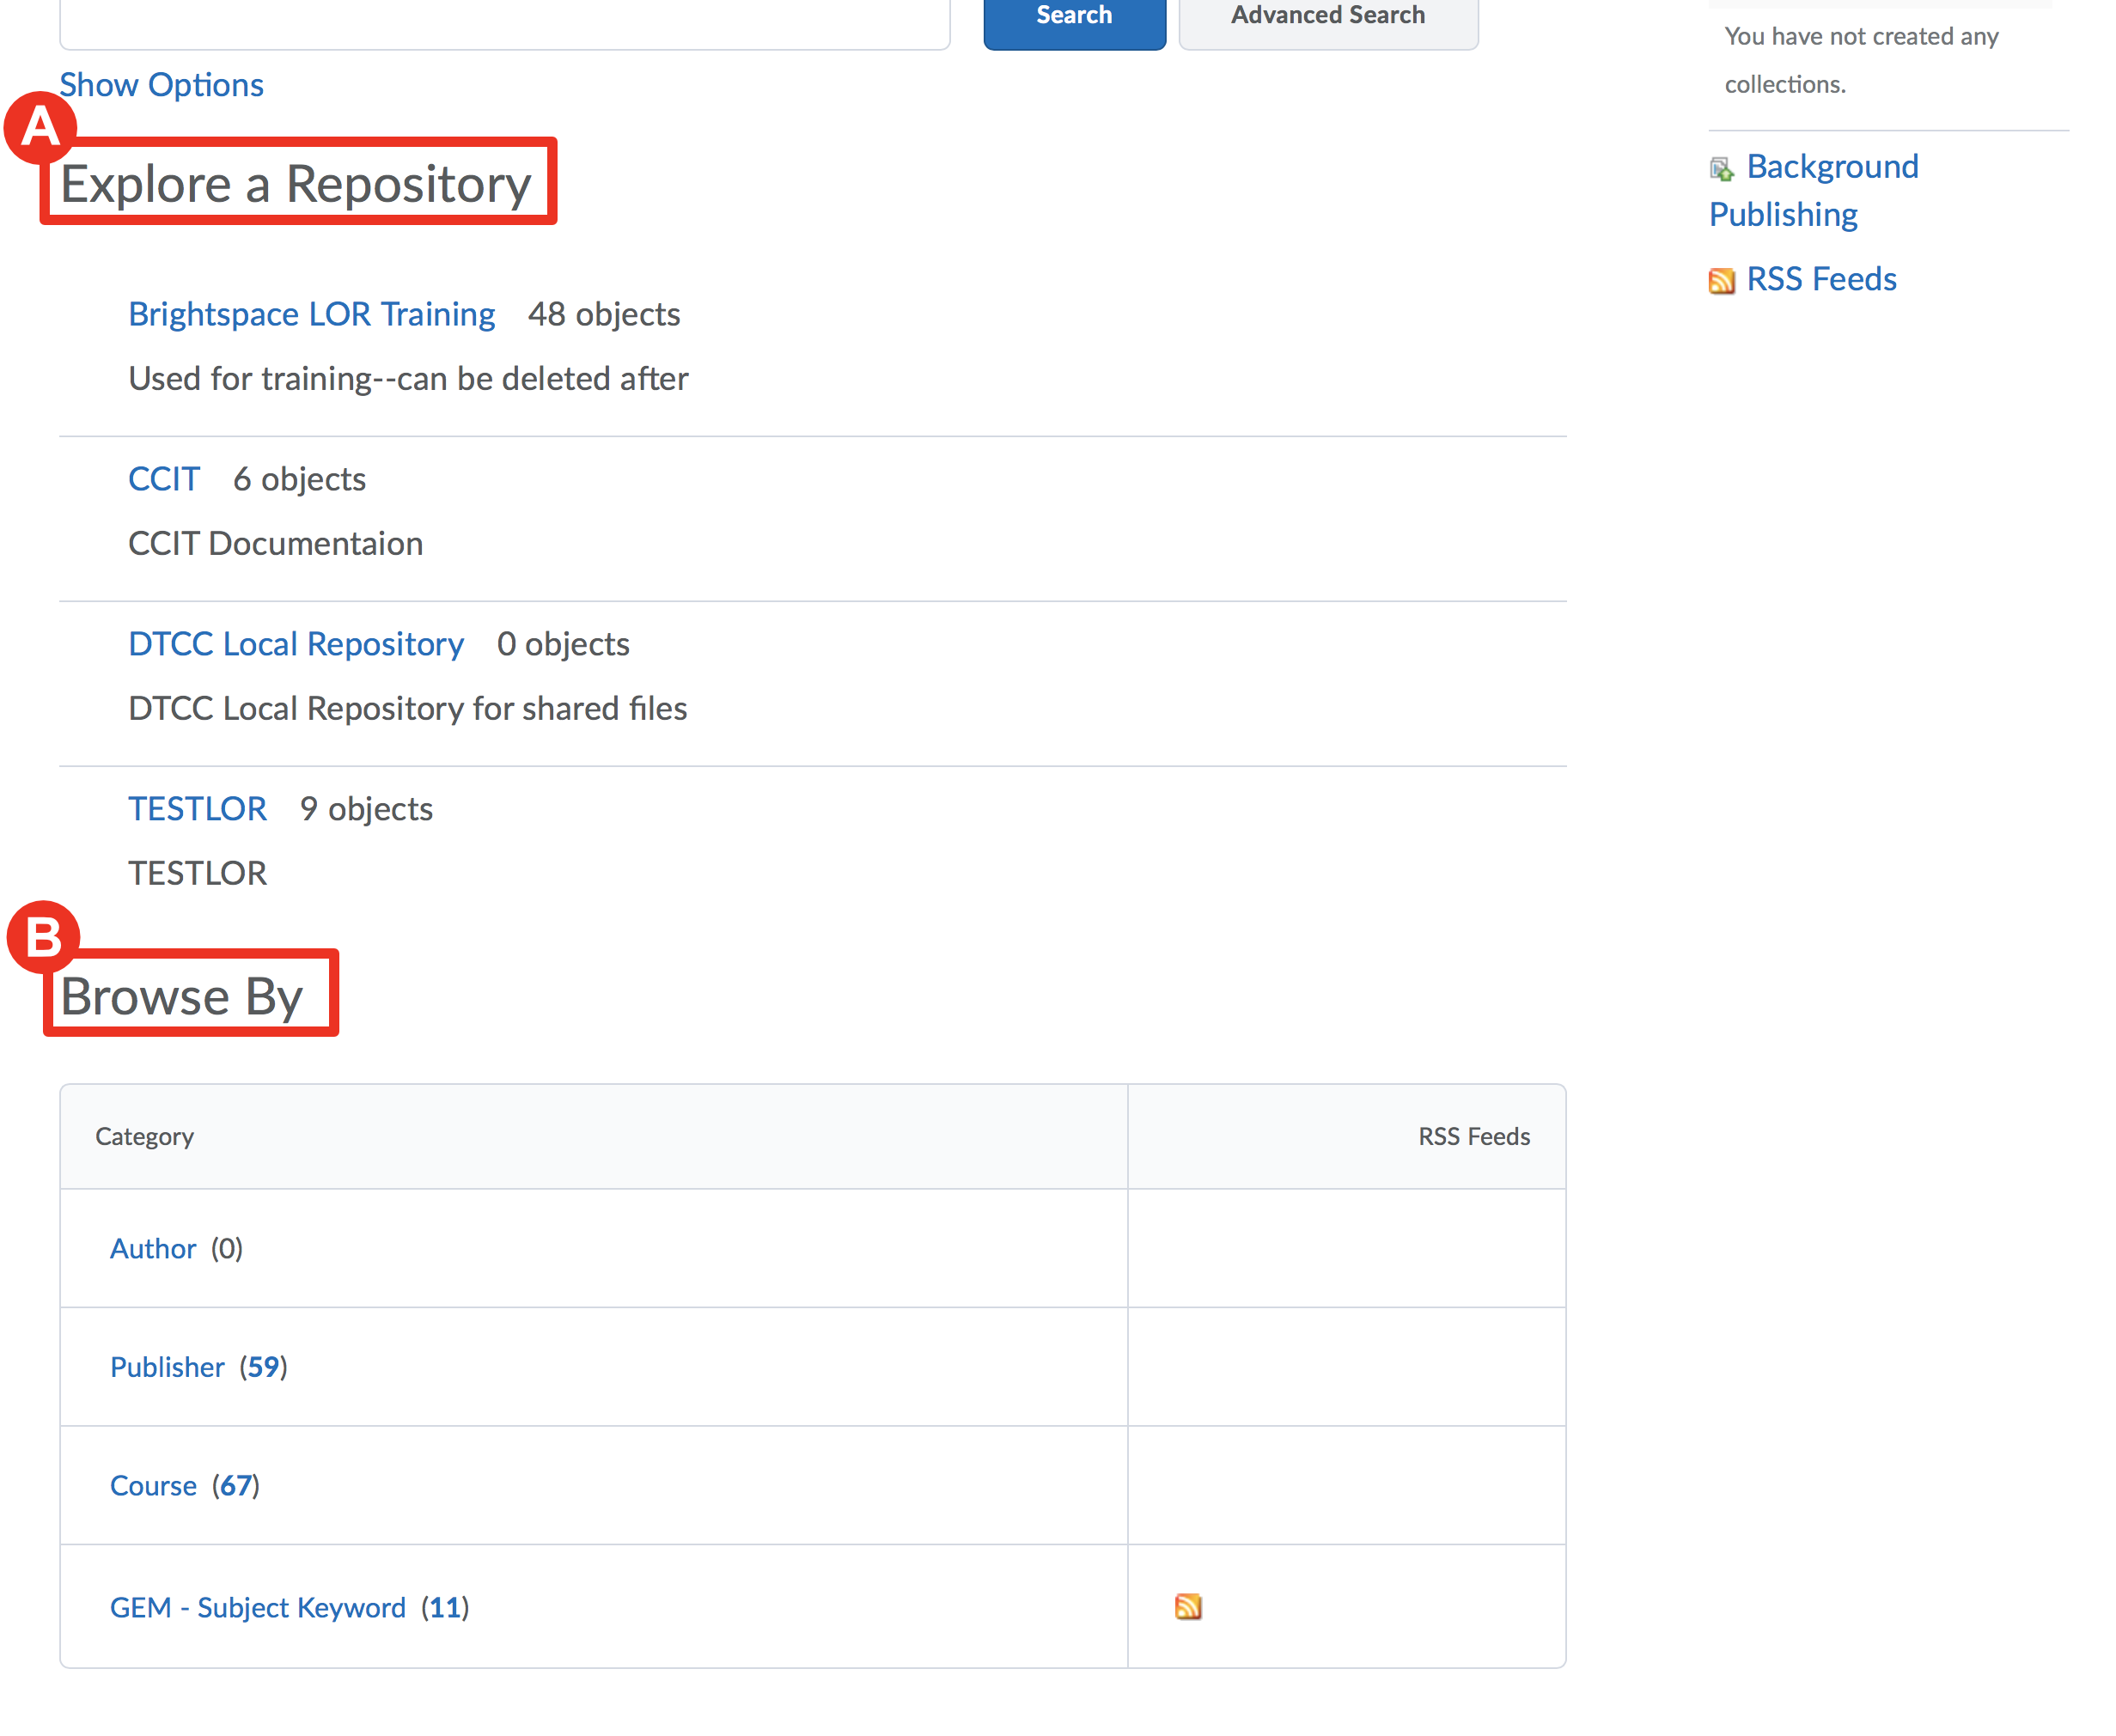 Search
Advanced Search
Show Options
A
Explore a Repository
Brightspace LOR Training 48 objects
Used for training--can be deleted after
CCIT 6 objects
CCIT Documentaion
DTCC Local Repository 0 objects
DTCC Local Repository for shared files
TESTLOR 9 objects
TESTLOR
B
Browse By
Category RSS Feeds
Author (0)
Publisher (59)
Course (67)
GEM - Subject Keyword (11)
You have not created any
collections.
Background
Publishing
RSS Feeds